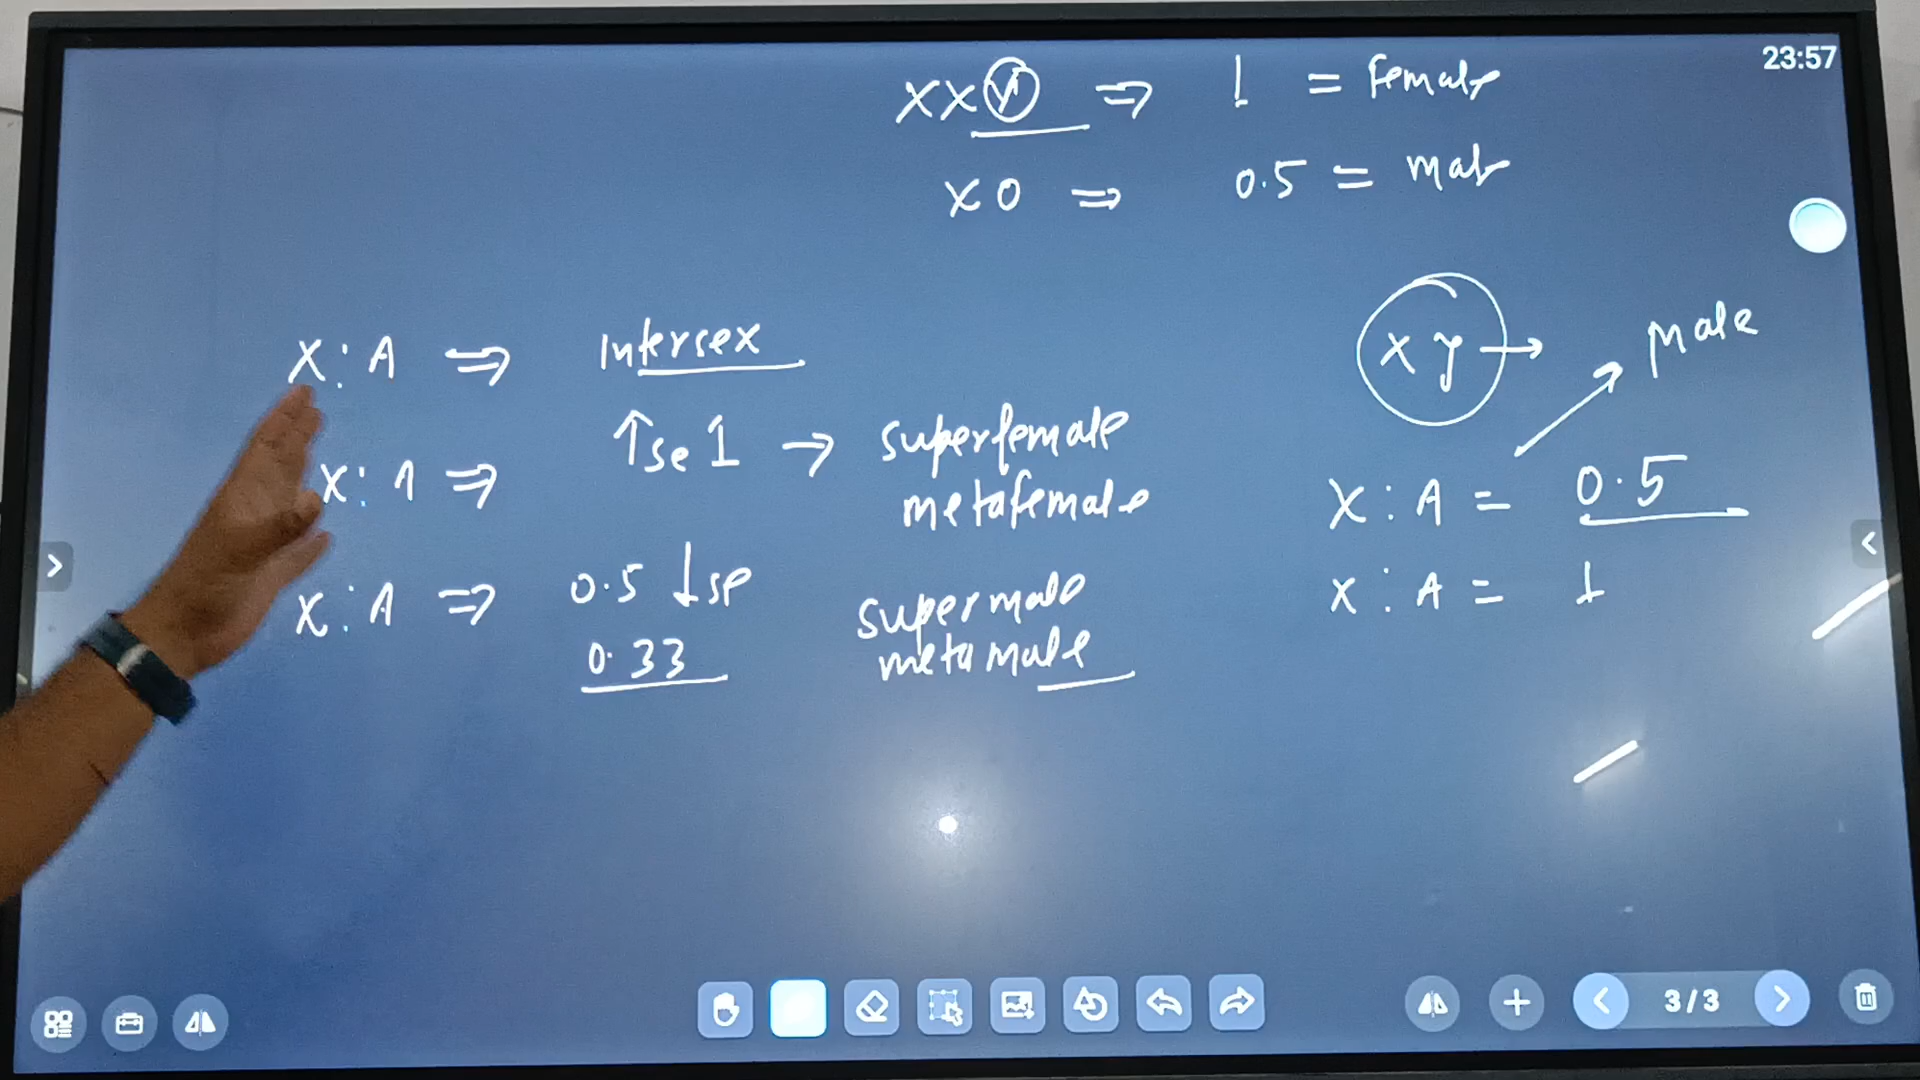 23:57
XXY ⇒ 1 = Female
XO ⇒ 0.5 = male
X:A ⇒ Intersex
X:A ⇒ ↑se 1 → superfemale
metafemale
X:A ⇒ 0.5 ↓se supermale
0.33 metamale
XY → Male
X:A = 0.5
X:A = 1
3/3